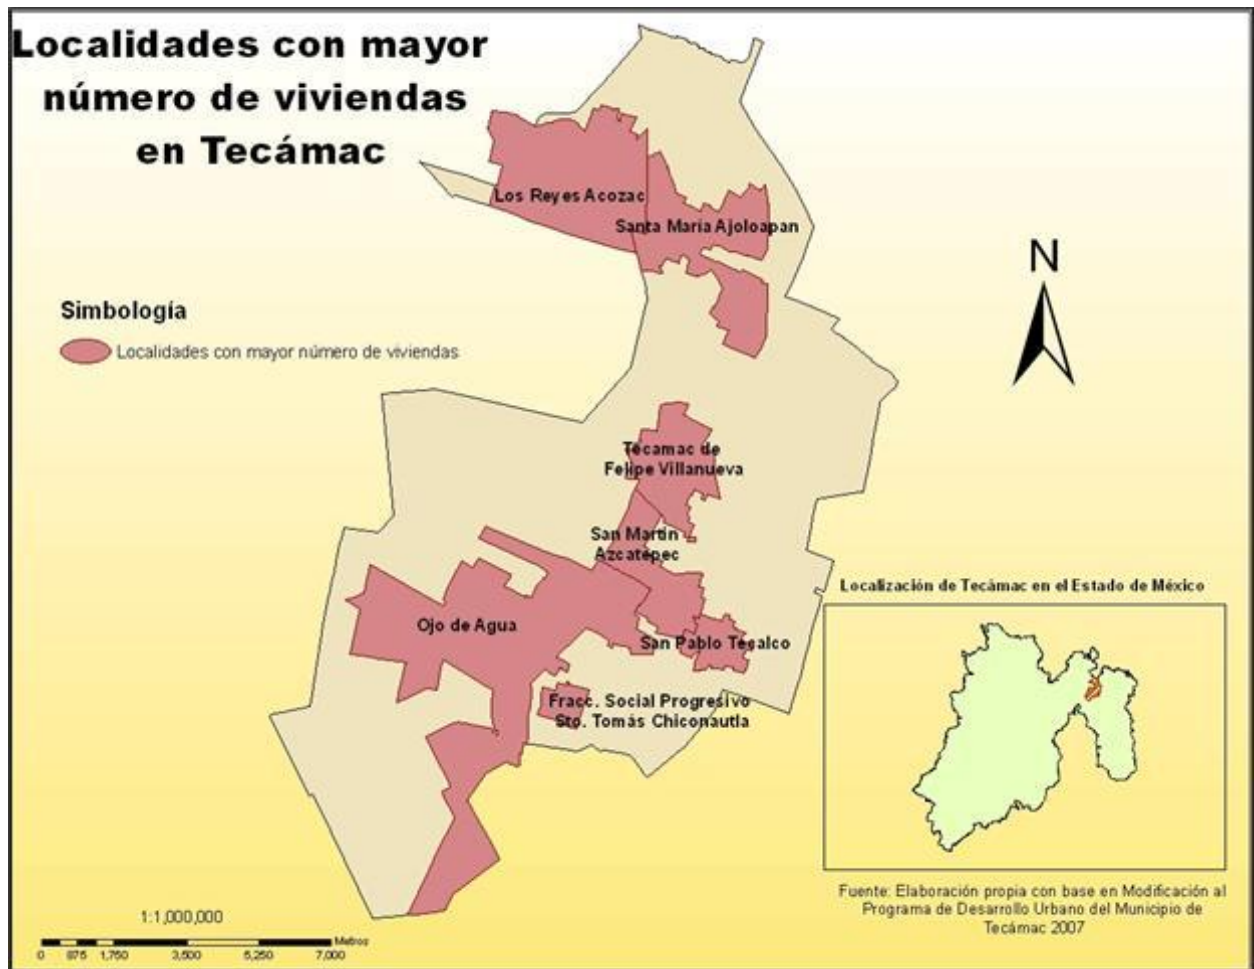 Localidades con mayor
número de viviendas
en Tecámac
Los Reyes Acozac
Santa María Ajoloapan
N
Simbología
Localidades con mayor número de viviendas
Tecamac de
Felipe Villanueva
San Martin
Azcatepec
Ojo de Agua
San Pablo Tecalco
Fracc. Social Progresivo
Sto. Tomás Chiconautla
Localización de Tecámac en el Estado de México
Fuente: Elaboración propia con base en Modificación al
Programa de Desarrollo Urbano del Municipio de
Tecámac 2007
1:1,000,000
Metros
0 875 1,750 3,500 5,250 7,000